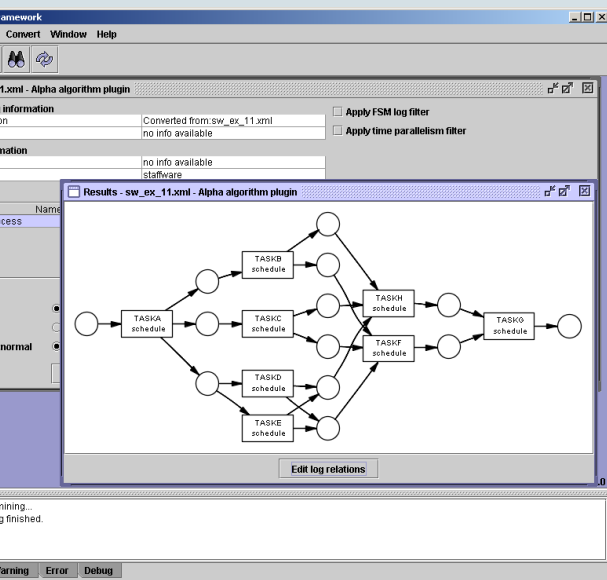 amework
Convert Window Help
1.xml - Alpha algorithm plugin
information
on Converted from:sw_ex_11.xml
no info available
Apply FSM log filter
Apply time parallelism filter
mation
no info available
staffware
Name
cess
normal
Results - sw_ex_11.xml - Alpha algorithm plugin
TASKB
schedule
TASKH
schedule
TASKA
schedule
TASKC
schedule
TASKG
schedule
TASKF
schedule
TASKD
schedule
TASKE
schedule
Edit log relations
.0
nining...
g finished.
arning Error Debug